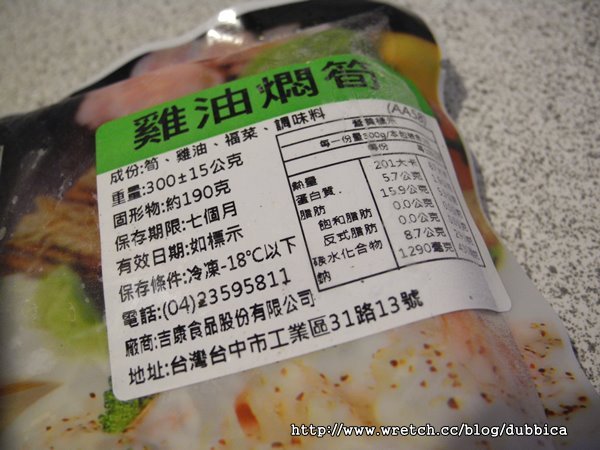 雞油燜筍
(AA58)
成份:筍、雞油、福菜、調味料
重量:300±15公克
固形物:約190克
保存期限:七個月
有效日期:如標示
保存條件:冷凍-18℃以下
電話:(04)23595811
廠商:吉康食品股份有限公司
地址:台灣台中市工業區31路13號
營養標示
每一份量300g/本包裝
每份
熱量 201大卡
蛋白質 5.7公克
脂肪 15.9公克
飽和脂肪 0.0公克
反式脂肪 0.0公克
碳水化合物 8.7公克
鈉 1290毫克
http://www.wretch.cc/blog/dubbica